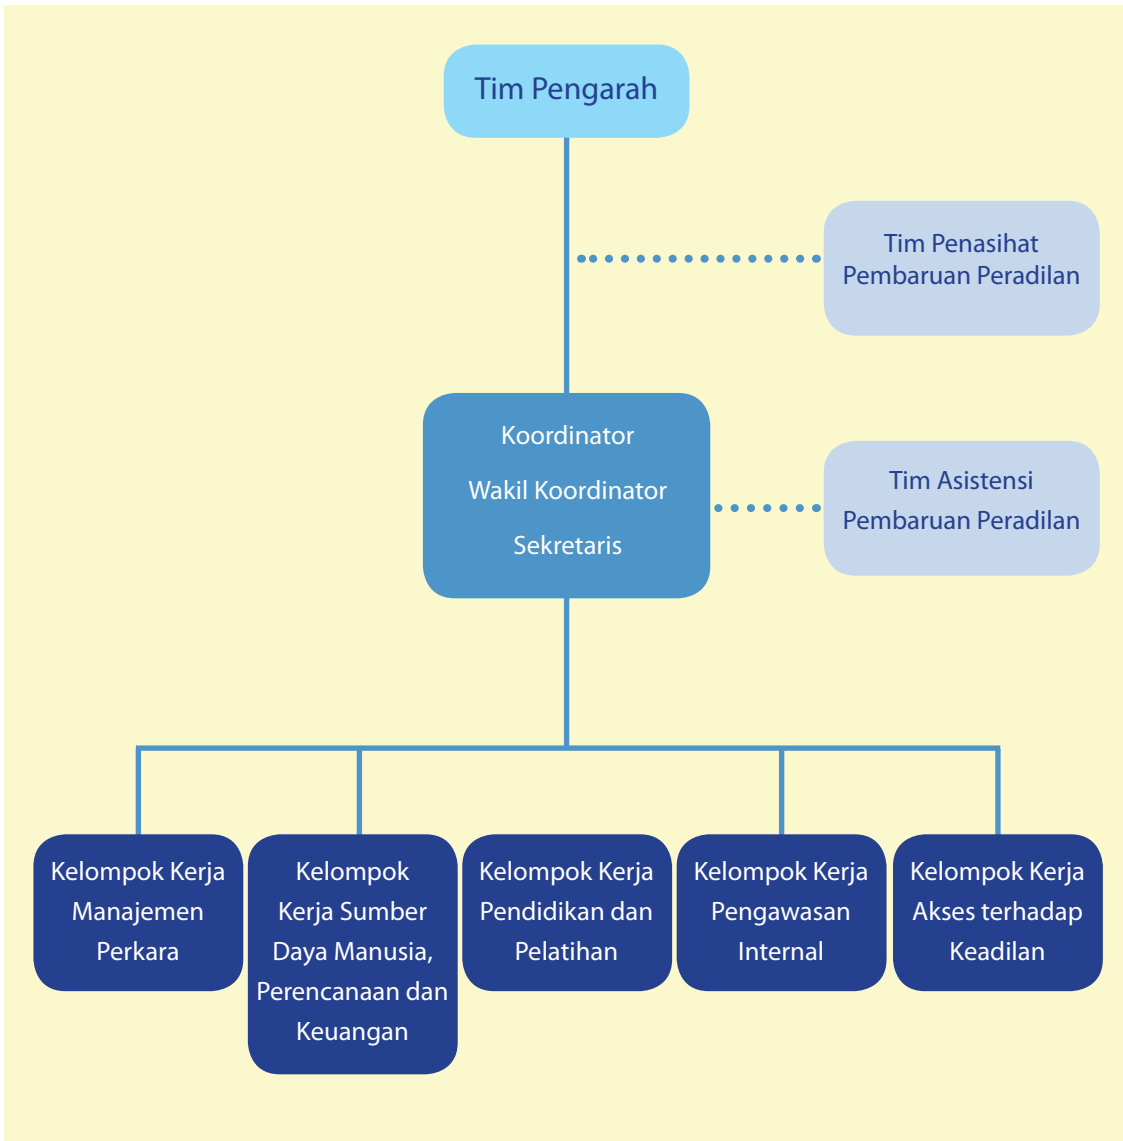 Tim Pengarah
Tim Penasihat
Pembaruan Peradilan
Koordinator
Wakil Koordinator
Sekretaris
Tim Asistensi
Pembaruan Peradilan
Kelompok Kerja
Manajemen
Perkara
Kelompok
Kerja Sumber
Daya Manusia,
Perencanaan dan
Keuangan
Kelompok Kerja
Pendidikan dan
Pelatihan
Kelompok Kerja
Pengawasan
Internal
Kelompok Kerja
Akses terhadap
Keadilan